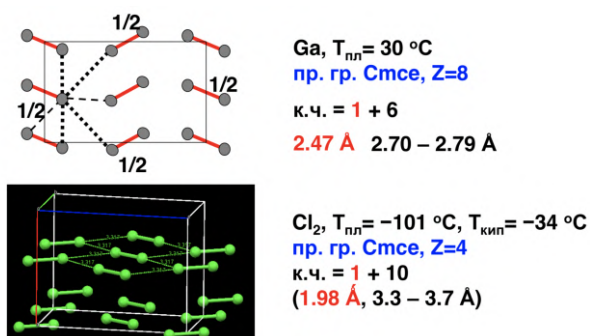 1/2
1/2
1/2
1/2
Ga, Tпл= 30 °C
пр. гр. Cmce, Z=8
к.ч. = 1 + 6
2.47 Å 2.70 – 2.79 Å
Cl₂, Tпл= −101 °C, Tкип= −34 °C
пр. гр. Cmce, Z=4
к.ч. = 1 + 10
(1.98 Å, 3.3 – 3.7 Å)